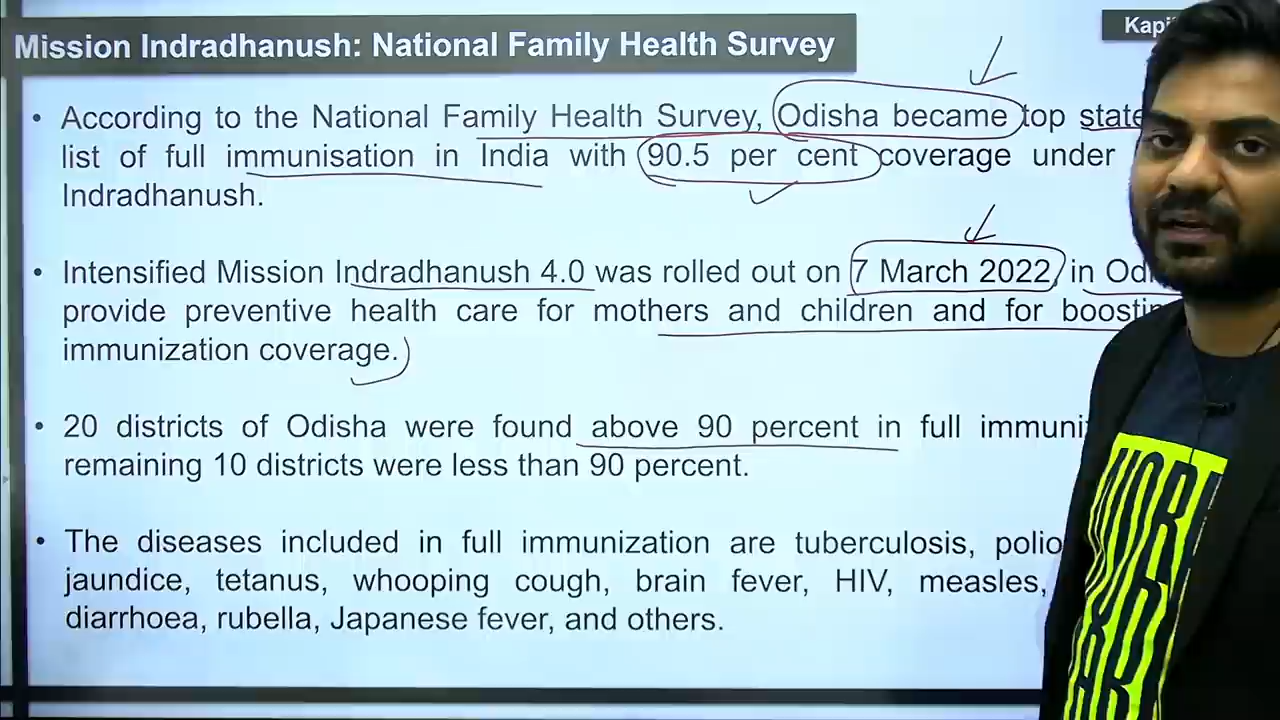 Mission Indradhanush: National Family Health Survey
• According to the National Family Health Survey, Odisha became top state
list of full immunisation in India with 90.5 per cent coverage under
Indradhanush.
• Intensified Mission Indradhanush 4.0 was rolled out on 7 March 2022, in
provide preventive health care for mothers and children and for
immunization coverage.
• 20 districts of Odisha were found above 90 percent in full
remaining 10 districts were less than 90 percent.
• The diseases included in full immunization are tuberculosis, polio
jaundice, tetanus, whooping cough, brain fever, HIV, measles,
diarrhoea, rubella, Japanese fever, and others.